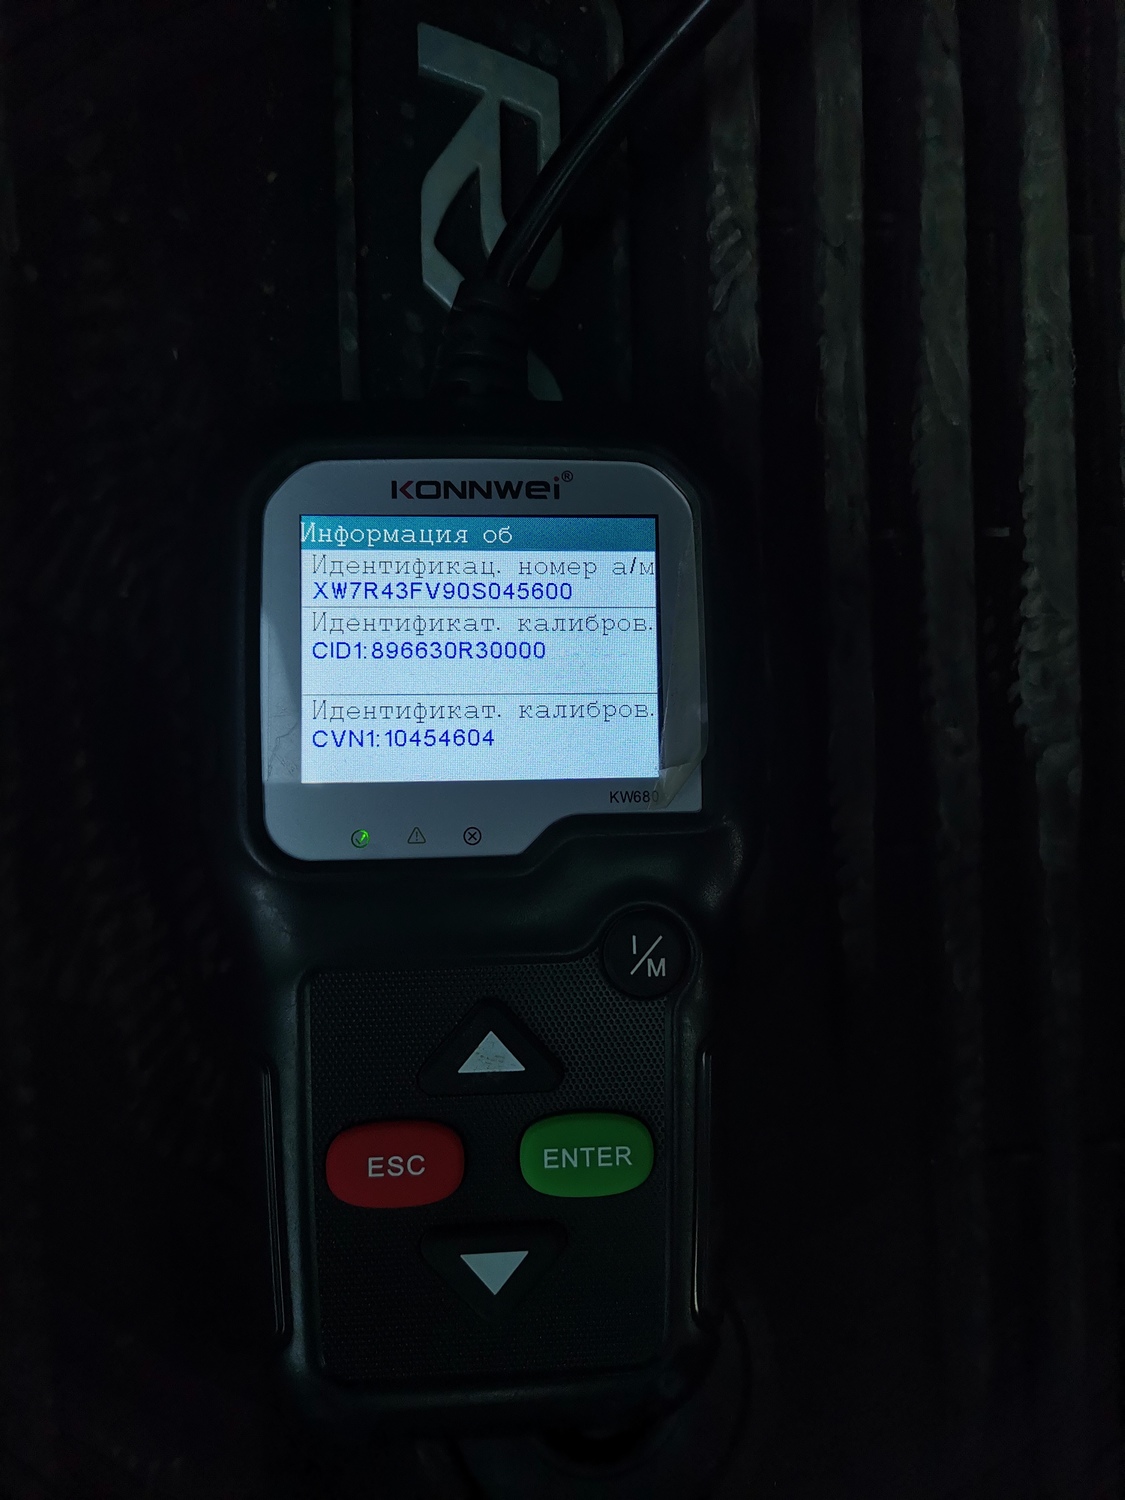 KONNWEI®
Информация об
Идентификац. номер а/м
XW7R43FV90S045600
Идентификат. калибров.
CID1:896630R30000
Идентификат. калибров.
CVN1:10454604
I/M
ESC
ENTER